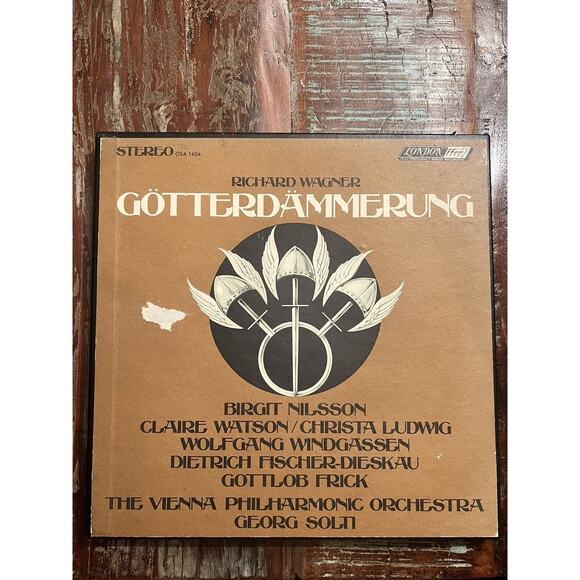 STEREO OSA 1604
LONDON ffrr
RICHARD WAGNER
GÖTTERDÄMMERUNG
BIRGIT NILSSON
CLAIRE WATSON/CHRISTA LUDWIG
WOLFGANG WINDGASSEN
DIETRICH FISCHER-DIESKAU
GOTTLOB FRICK
THE VIENNA PHILHARMONIC ORCHESTRA
GEORG SOLTI